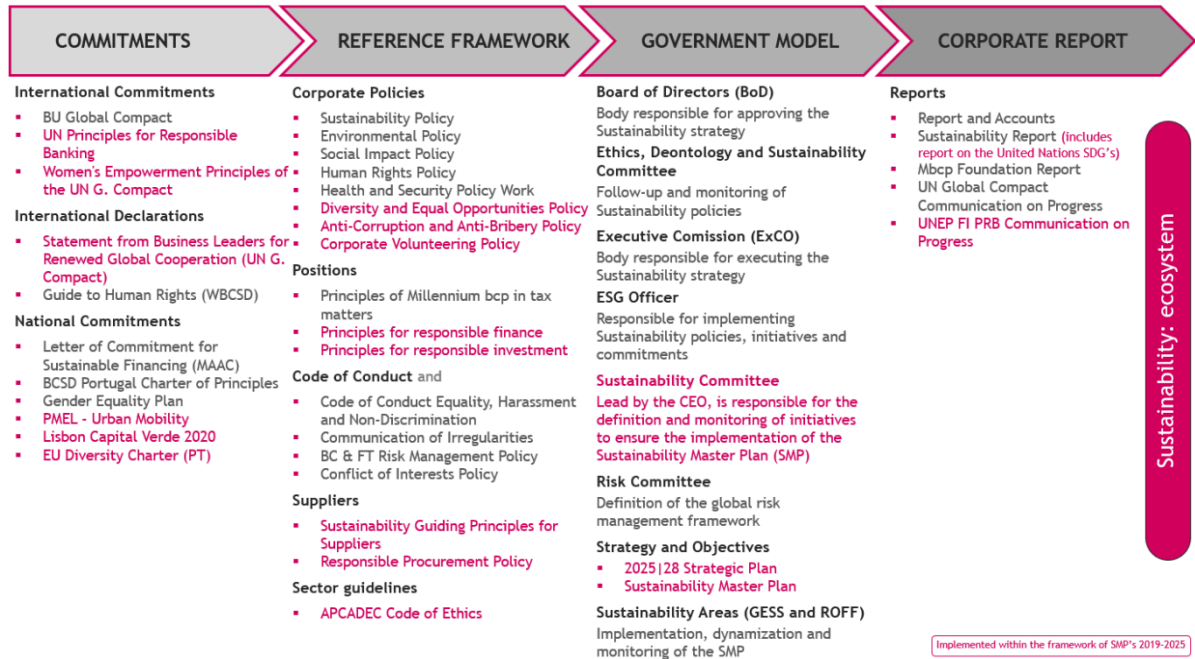 COMMITMENTS
REFERENCE FRAMEWORK
GOVERNMENT MODEL
CORPORATE REPORT
International Commitments
BU Global Compact
UN Principles for Responsible
Banking
Women's Empowerment Principles of
the UN G. Compact
International Declarations
Statement from Business Leaders for
Renewed Global Cooperation (UN G.
Compact)
Guide to Human Rights (WBCSD)
National Commitments
Letter of Commitment for
Sustainable Financing (MAAC)
BCSD Portugal Charter of Principles
Gender Equality Plan
PMEL - Urban Mobility
Lisbon Capital Verde 2020
EU Diversity Charter (PT)
Corporate Policies
Sustainability Policy
Environmental Policy
Social Impact Policy
Human Rights Policy
Health and Security Policy Work
Diversity and Equal Opportunities Policy
Anti-Corruption and Anti-Bribery Policy
Corporate Volunteering Policy
Positions
Principles of Millennium bcp in tax
matters
Principles for responsible finance
Principles for responsible investment
Code of Conduct and
Code of Conduct Equality, Harassment
and Non-Discrimination
Communication of Irregularities
BC & FT Risk Management Policy
Conflict of Interests Policy
Suppliers
Sustainability Guiding Principles for
Suppliers
Responsible Procurement Policy
Sector guidelines
APCADEC Code of Ethics
Board of Directors (BoD)
Body responsible for approving the
Sustainability strategy
Ethics, Deontology and Sustainability
Committee
Follow-up and monitoring of
Sustainability policies
Executive Comission (ExCO)
Body responsible for executing the
Sustainability strategy
ESG Officer
Responsible for implementing
Sustainability policies, initiatives and
commitments
Sustainability Committee
Lead by the CEO, is responsible for the
definition and monitoring of initiatives
to ensure the implementation of the
Sustainability Master Plan (SMP)
Risk Committee
Definition of the global risk
management framework
Strategy and Objectives
2025|28 Strategic Plan
Sustainability Master Plan
Sustainability Areas (GESS and ROFF)
Implementation, dynamization and
monitoring of the SMP
Reports
Report and Accounts
Sustainability Report (includes
report on the United Nations SDG's)
Mbcp Foundation Report
UN Global Compact
Communication on Progress
UNEP FI PRB Communication on
Progress
Sustainability: ecosystem
Implemented within the framework of SMP's 2019-2025